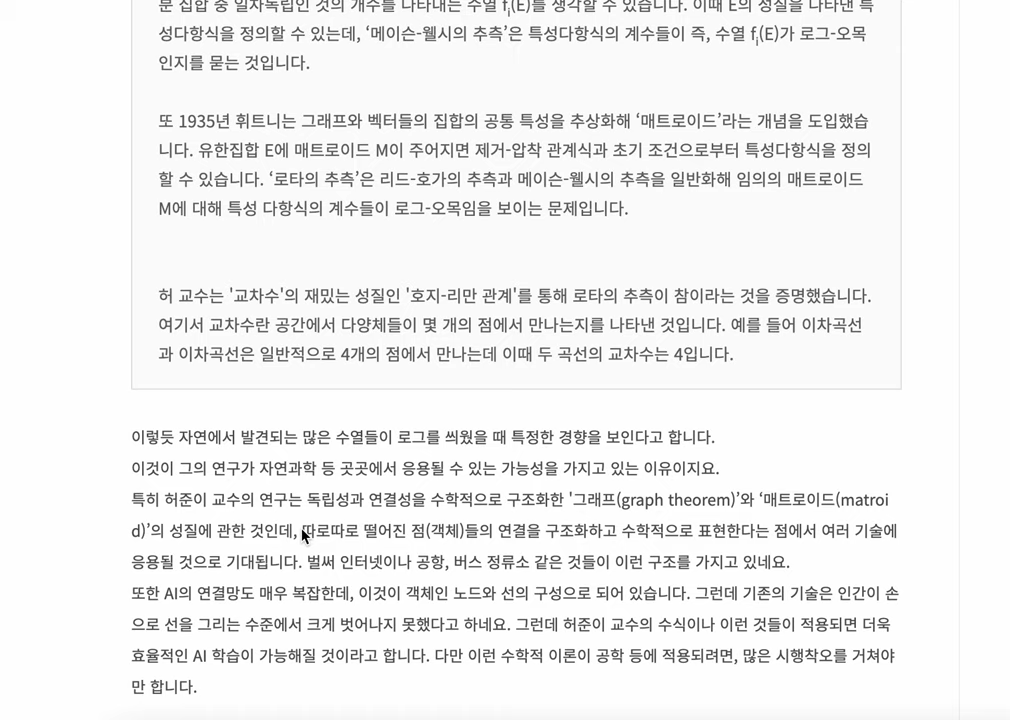 분 집합 중 일차독립인 것의 개수를 나타내는 수열 fi(E)를 생각할 수 있습니다. 이때 E의 성질을 나타낸 특
성다항식을 정의할 수 있는데, ‘메이슨-웰시의 추측’은 특성다항식의 계수들이 즉, 수열 fi(E)가 로그-오목
인지를 묻는 것입니다.
또 1935년 휘트니는 그래프와 벡터들의 집합의 공통 특성을 추상화해 ‘매트로이드’라는 개념을 도입했습
니다. 유한집합 E에 매트로이드 M이 주어지면 제거-압착 관계식과 초기 조건으로부터 특성다항식을 정의
할 수 있습니다. ‘로타의 추측’은 리드-호가의 추측과 메이슨-웰시의 추측을 일반화해 임의의 매트로이드
M에 대해 특성 다항식의 계수들이 로그-오목임을 보이는 문제입니다.
허 교수는 '교차수'의 재밌는 성질인 '호지-리만 관계'를 통해 로타의 추측이 참이라는 것을 증명했습니다.
여기서 교차수란 공간에서 다양체들이 몇 개의 점에서 만나는지를 나타낸 것입니다. 예를 들어 이차곡선
과 이차곡선은 일반적으로 4개의 점에서 만나는데 이때 두 곡선의 교차수는 4입니다.
이렇듯 자연에서 발견되는 많은 수열들이 로그를 씌웠을 때 특정한 경향을 보인다고 합니다.
이것이 그의 연구가 자연과학 등 곳곳에서 응용될 수 있는 가능성을 가지고 있는 이유이지요.
특히 허준이 교수의 연구는 독립성과 연결성을 수학적으로 구조화한 '그래프(graph theorem)’와 ‘매트로이드(matroi
d)’의 성질에 관한 것인데, 따로따로 떨어진 점(객체)들의 연결을 구조화하고 수학적으로 표현한다는 점에서 여러 기술에
응용될 것으로 기대됩니다. 벌써 인터넷이나 공항, 버스 정류소 같은 것들이 이런 구조를 가지고 있네요.
또한 AI의 연결망도 매우 복잡한데, 이것이 객체인 노드와 선의 구성으로 되어 있습니다. 그런데 기존의 기술은 인간이 손
으로 선을 그리는 수준에서 크게 벗어나지 못했다고 하네요. 그런데 허준이 교수의 수식이나 이런 것들이 적용되면 더욱
효율적인 AI 학습이 가능해질 것이라고 합니다. 다만 이런 수학적 이론이 공학 등에 적용되려면, 많은 시행착오를 거쳐야
만 합니다.